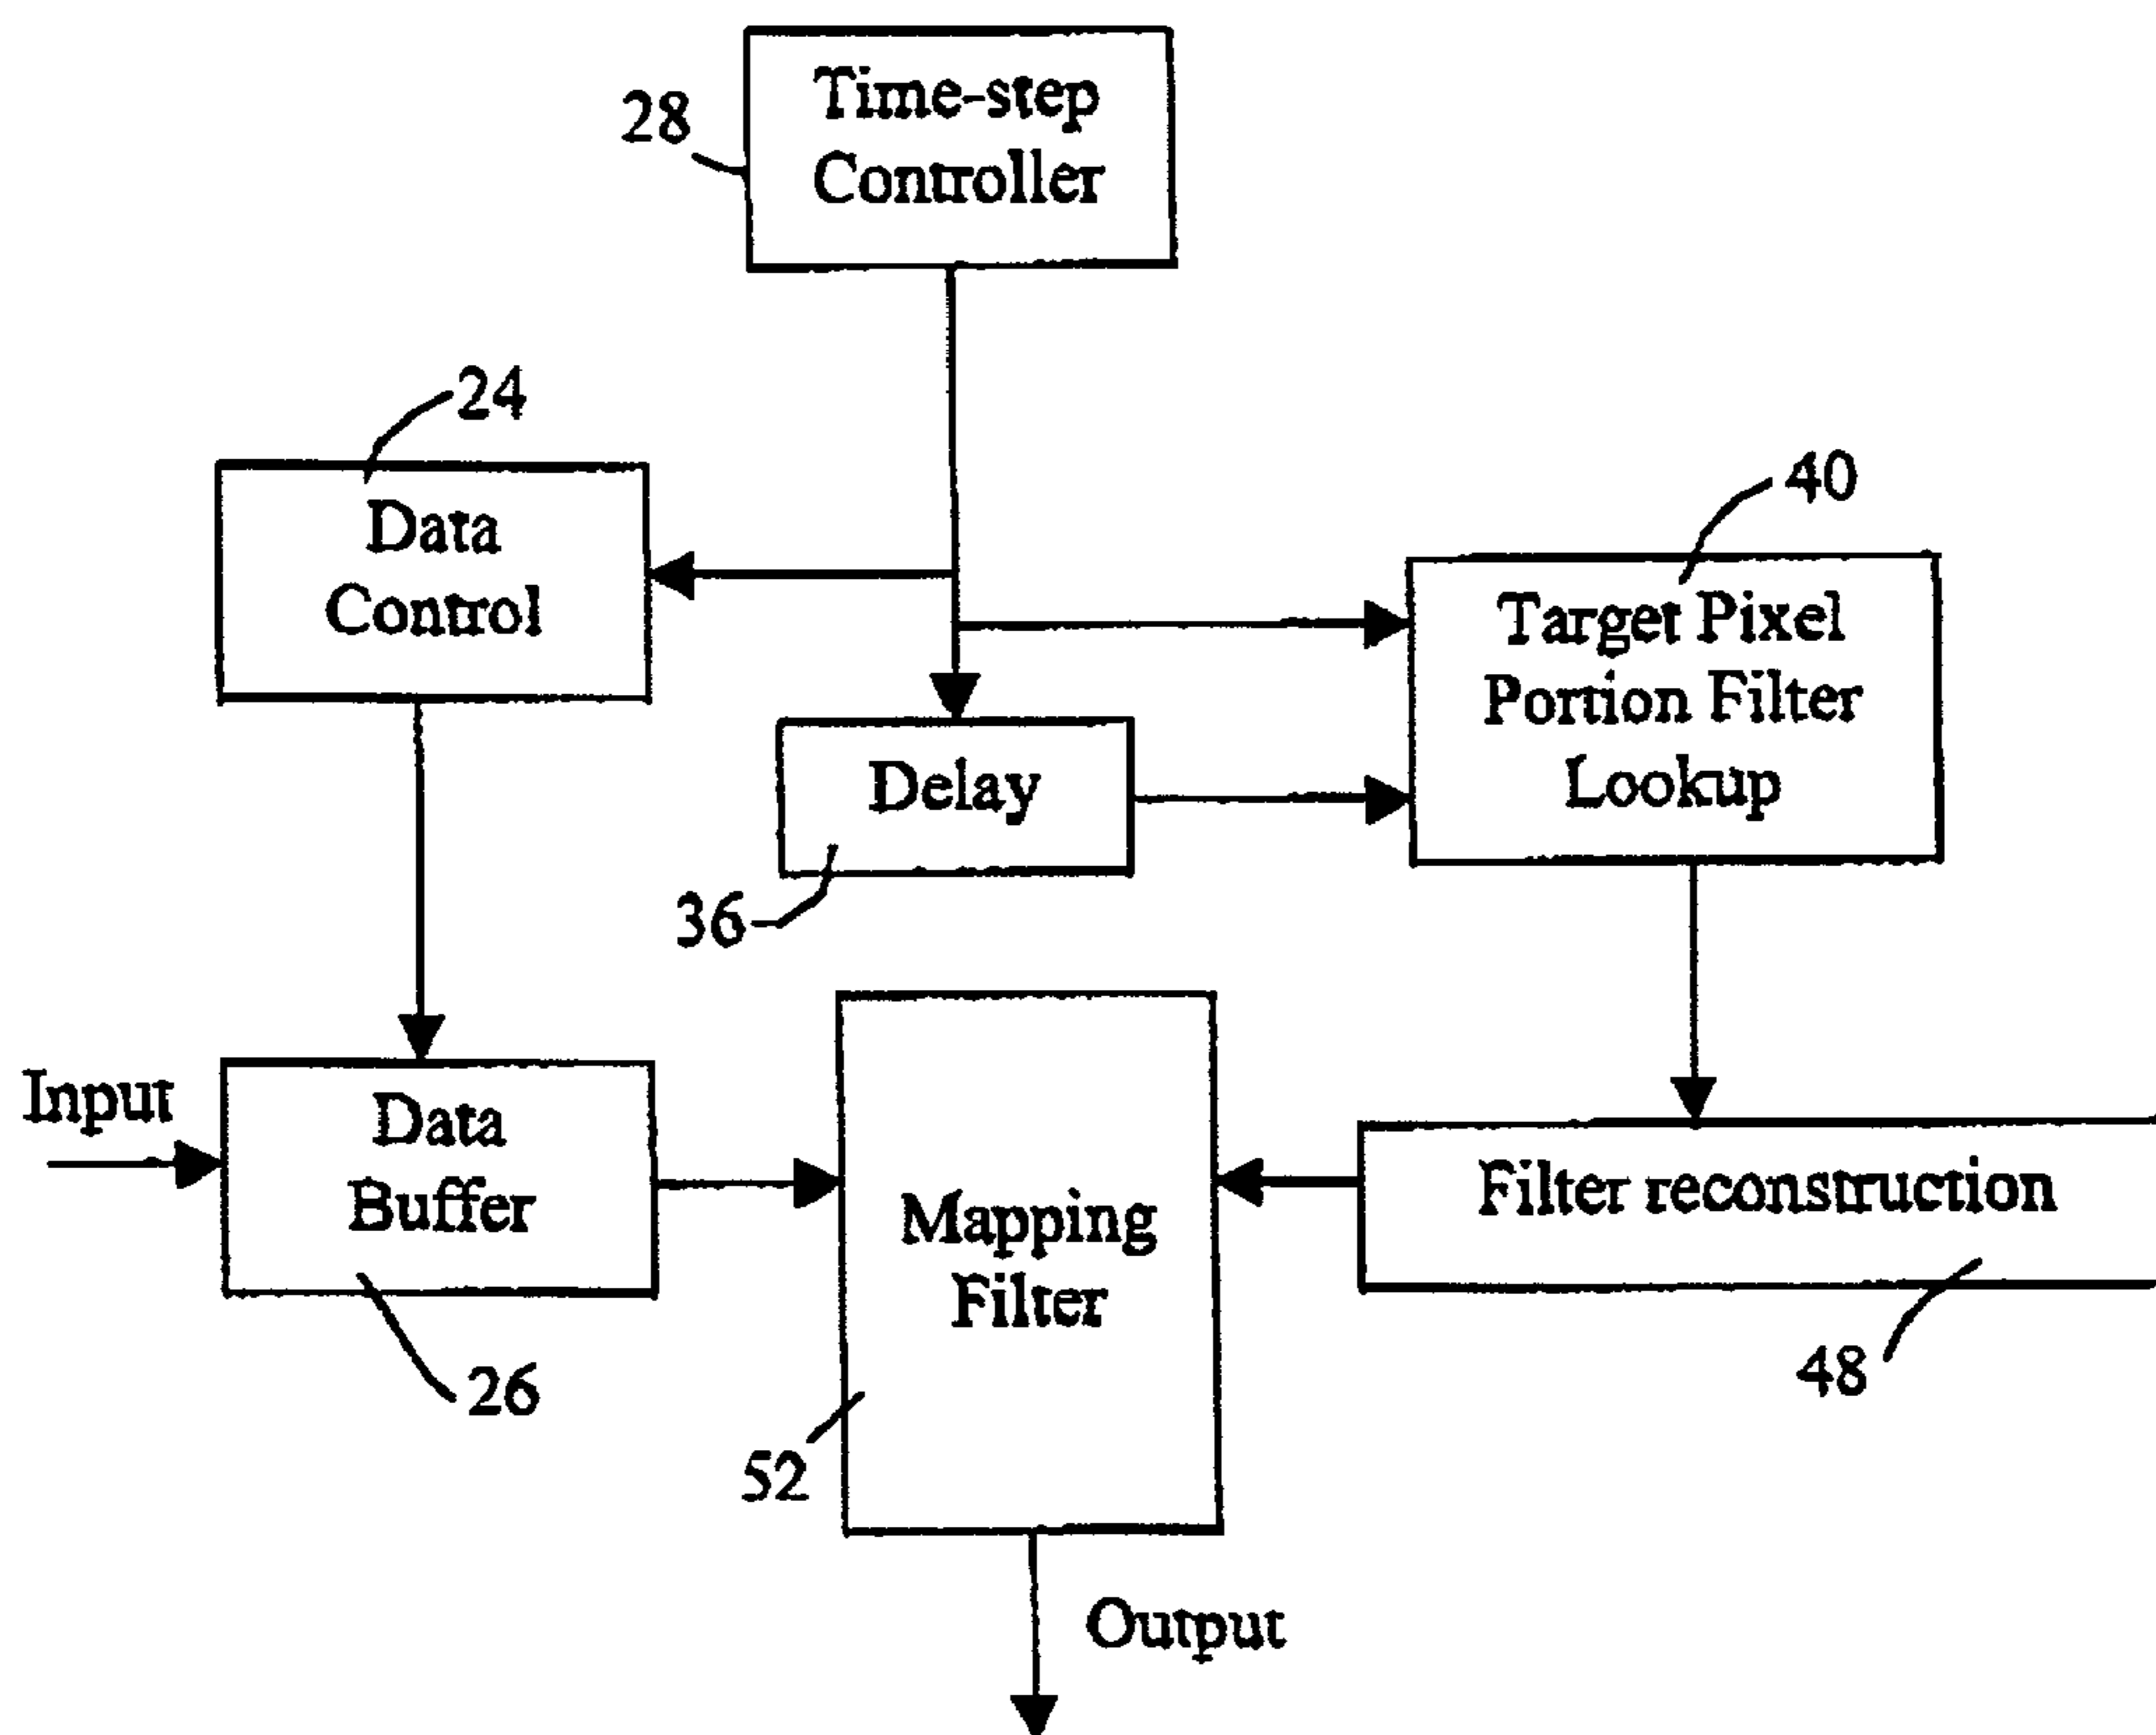 Time-step
Controller
28
24
Data
Control
40
Target Pixel
Portion Filter
Lookup
Delay
36
Input
Data
Buffer
26
Mapping
Filter
52
Filter reconstruction
48
Output